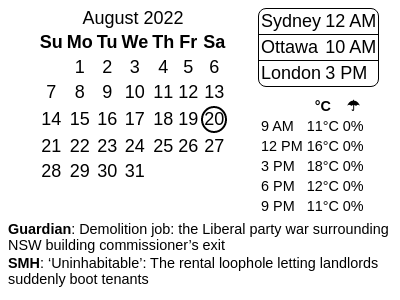 August 2022
Su Mo Tu We Th Fr Sa
1 2 3 4 5 6
7 8 9 10 11 12 13
14 15 16 17 18 19 20
21 22 23 24 25 26 27
28 29 30 31
Sydney 12 AM
Ottawa 10 AM
London 3 PM
°C ☂
9 AM 11°C 0%
12 PM 16°C 0%
3 PM 18°C 0%
6 PM 12°C 0%
9 PM 11°C 0%
Guardian: Demolition job: the Liberal party war surrounding
NSW building commissioner’s exit
SMH: ‘Uninhabitable’: The rental loophole letting landlords
suddenly boot tenants